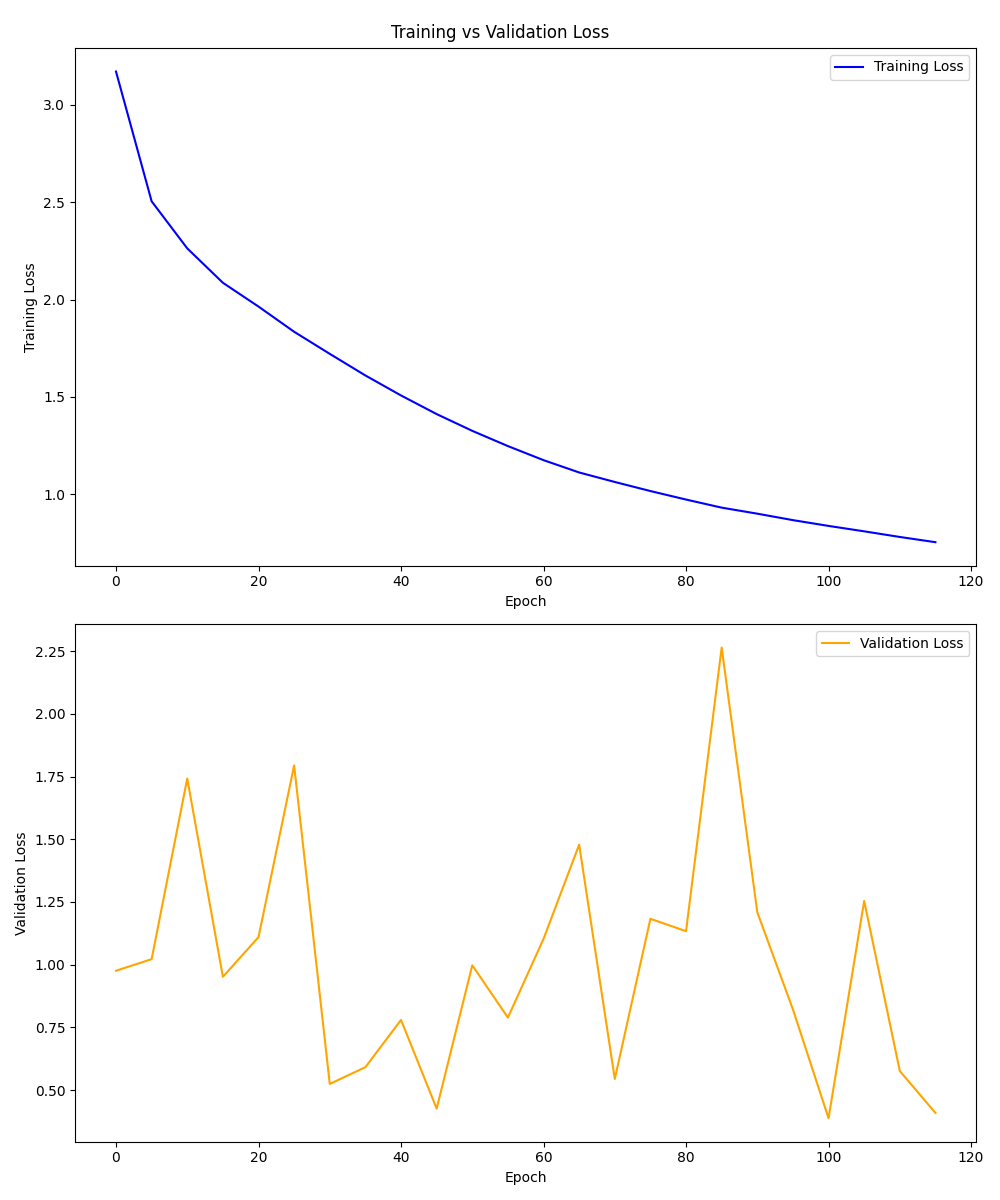 Training vs Validation Loss
Training Loss
3.0
2.5
2.0
1.5
1.0
Training Loss
0 20 40 60 80 100 120
Epoch
Validation Loss
2.25
2.00
1.75
1.50
1.25
1.00
0.75
0.50
Validation Loss
0 20 40 60 80 100 120
Epoch